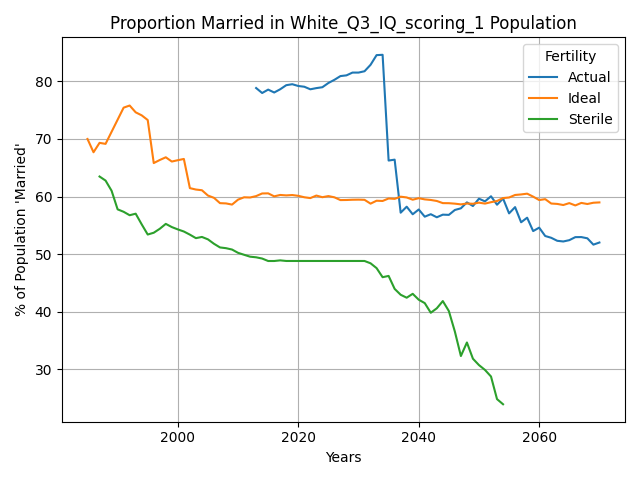 Proportion Married in White_Q3_IQ_scoring_1 Population
Fertility
Actual
Ideal
Sterile
% of Population 'Married'
80
70
60
50
40
30
2000
2020
2040
2060
Years